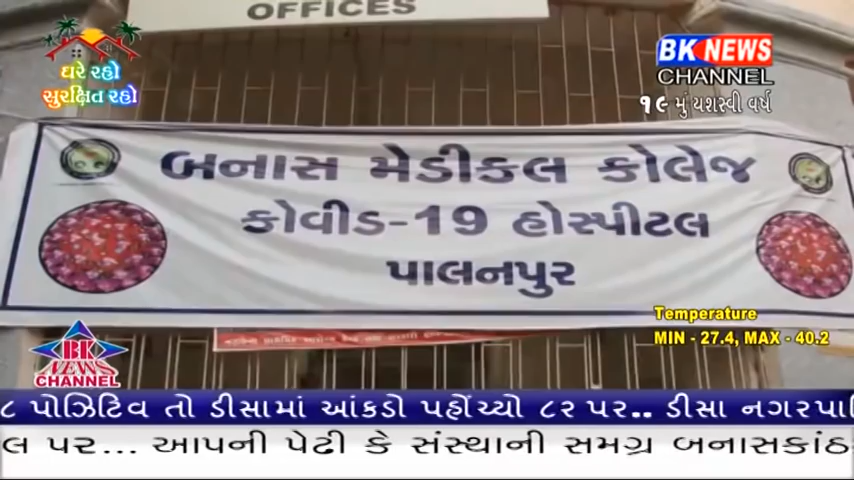 OFFICES
ઘરે રહો
સુરક્ષિત રહો
BK NEWS
CHANNEL
૧૯ મું યશસ્વી વર્ષ
બનાસ મેડીકલ કોલેજ
કોવીડ-19 હોસ્પીટલ
પાલનપુર
Temperature
MIN - 27.4, MAX - 40.2
BK
NEWS
CHANNEL
૮ પોઝિટિવ તો ડીસામાં આંકડો પહોંચ્યો ૮૨ પર.. ડીસા નગરપા
લ પર... આપની પેઢી કે સંસ્થાની સમગ્ર બનાસકાંઠ